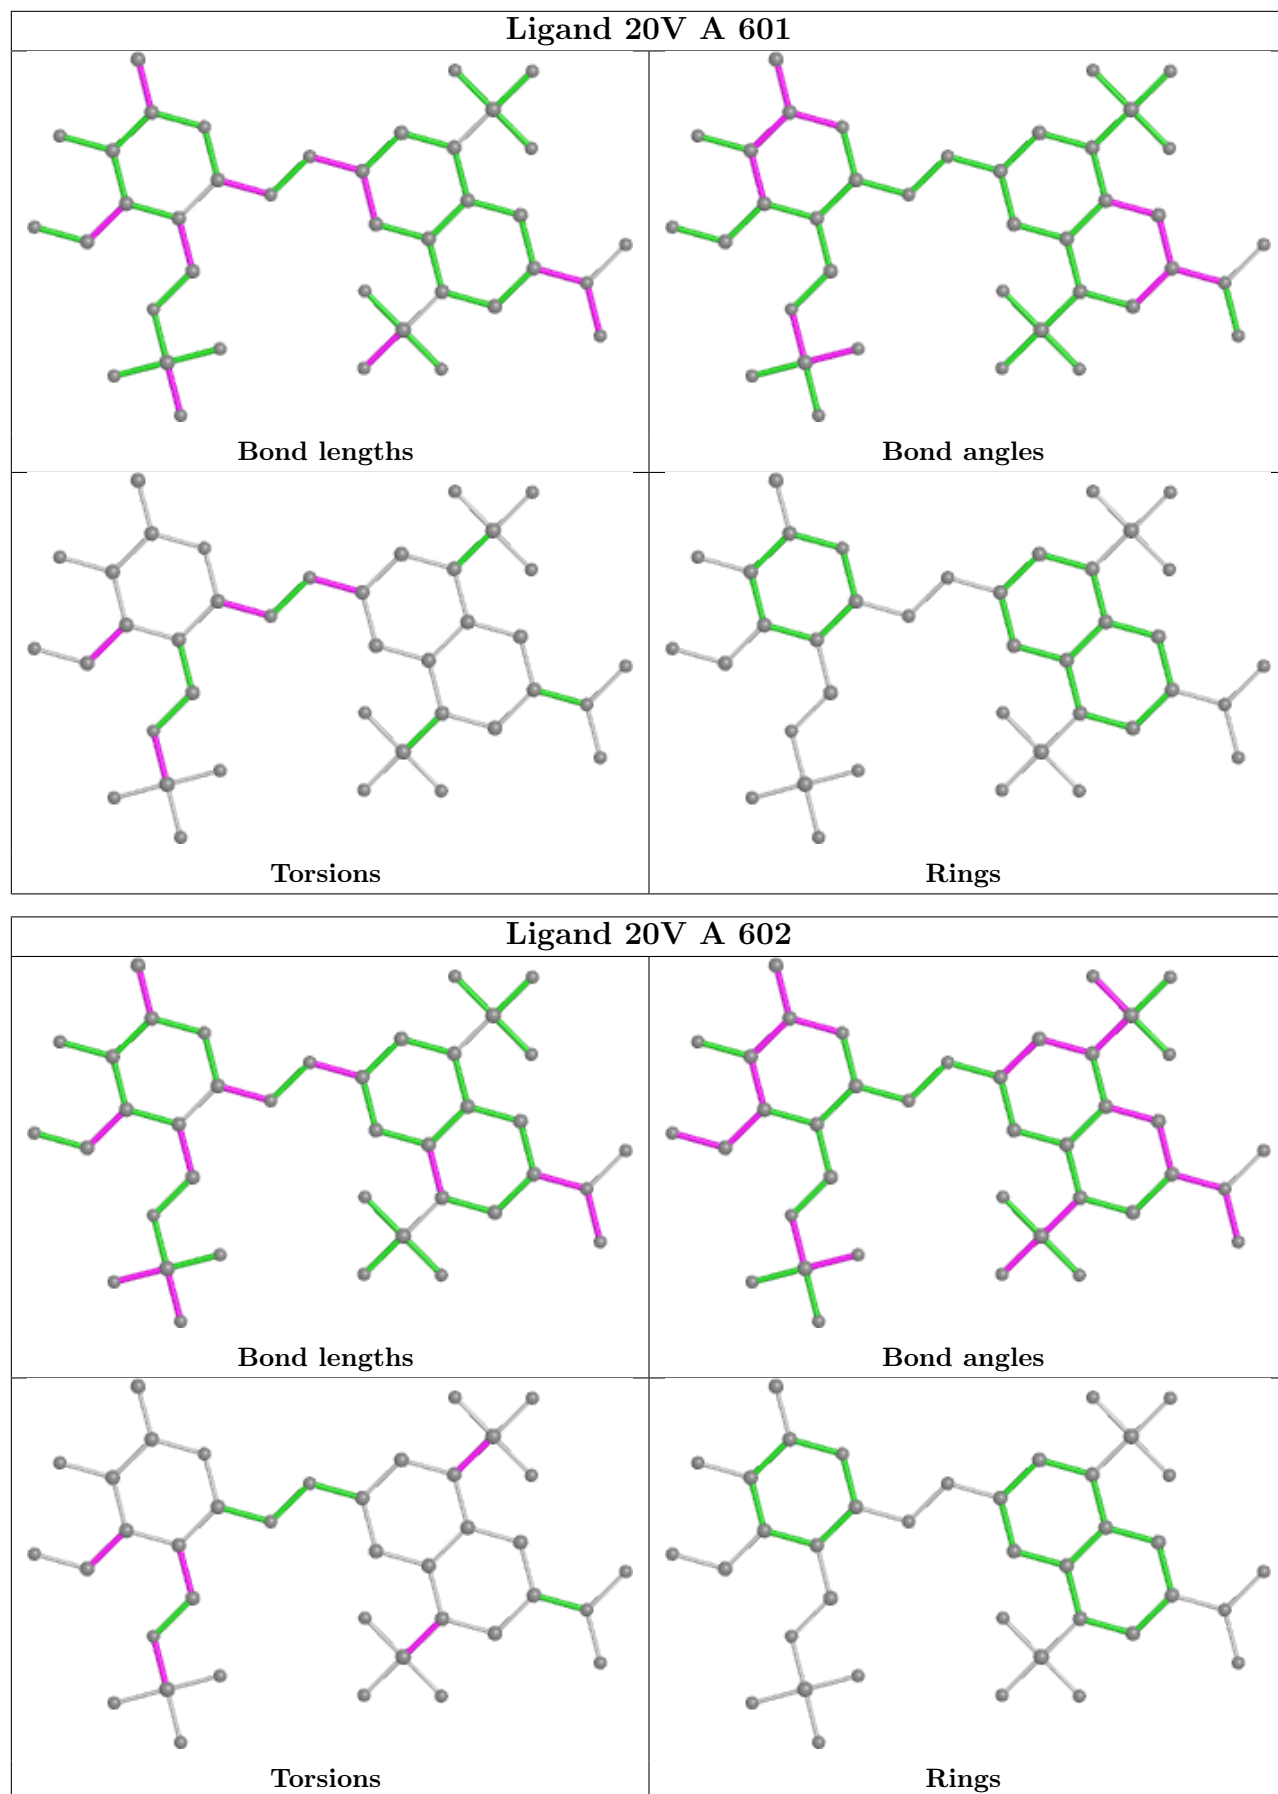 Ligand 20V A 601
Bond lengths
Bond angles
Torsions
Rings
Ligand 20V A 602
Bond lengths
Bond angles
Torsions
Rings